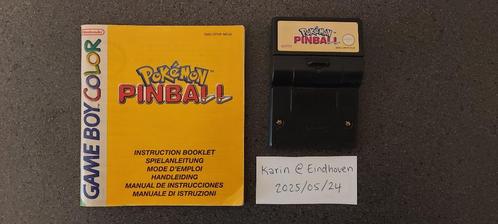 GAME BOY COLOR
POKéMON
PINBALL
INSTRUCTION BOOKLET
SPIELANLEITUNG
MODE D'EMPLOI
HANDLEIDING
MANUAL DE INSTRUCCIONES
MANUALE DI ISTRUZIONI
POKéMON
PINBALL
Karin @ Eindhoven
2025/05/24